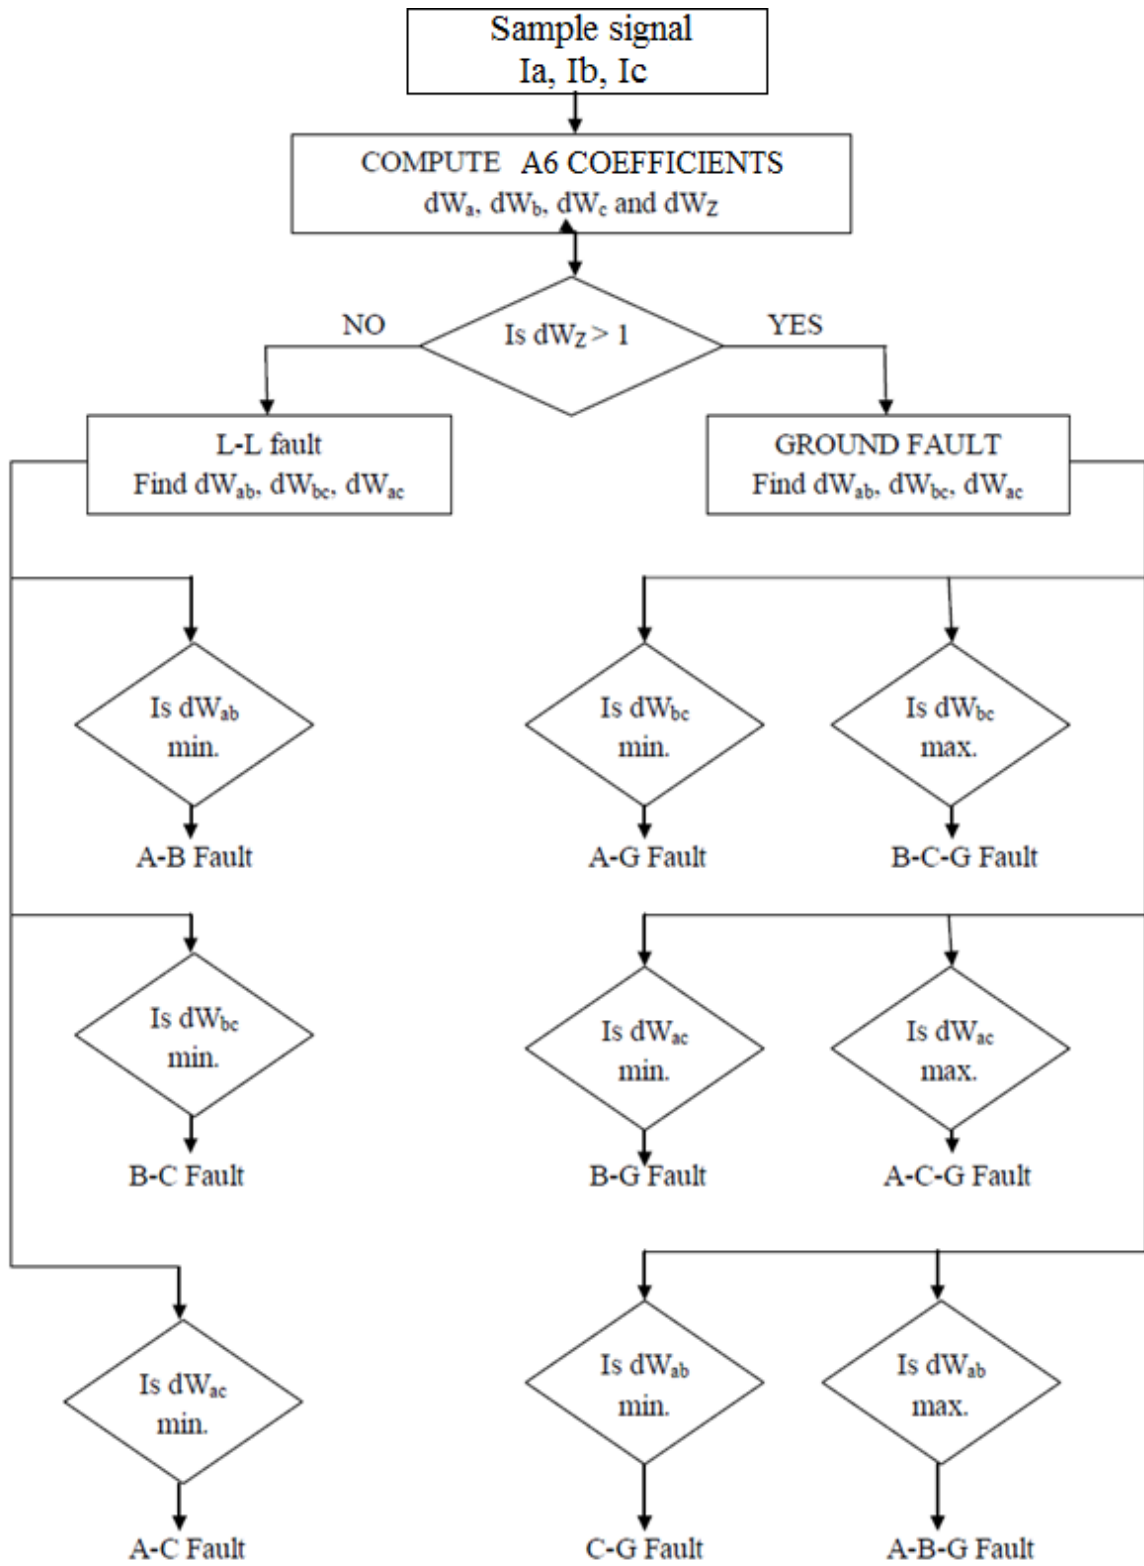 Sample signal
Ia, Ib, Ic
COMPUTE A6 COEFFICIENTS
dWa, dWb, dWc and dWZ
NO
YES
Is dWZ > 1
L-L fault
Find dWab, dWbc, dWac
GROUND FAULT
Find dWab, dWbc, dWac
Is dWab
min.
Is dWbc
min.
Is dWbc
max.
A-B Fault
A-G Fault
B-C-G Fault
Is dWbc
min.
Is dWac
min.
Is dWac
max.
B-C Fault
B-G Fault
A-C-G Fault
Is dWac
min.
Is dWab
min.
Is dWab
max.
A-C Fault
C-G Fault
A-B-G Fault